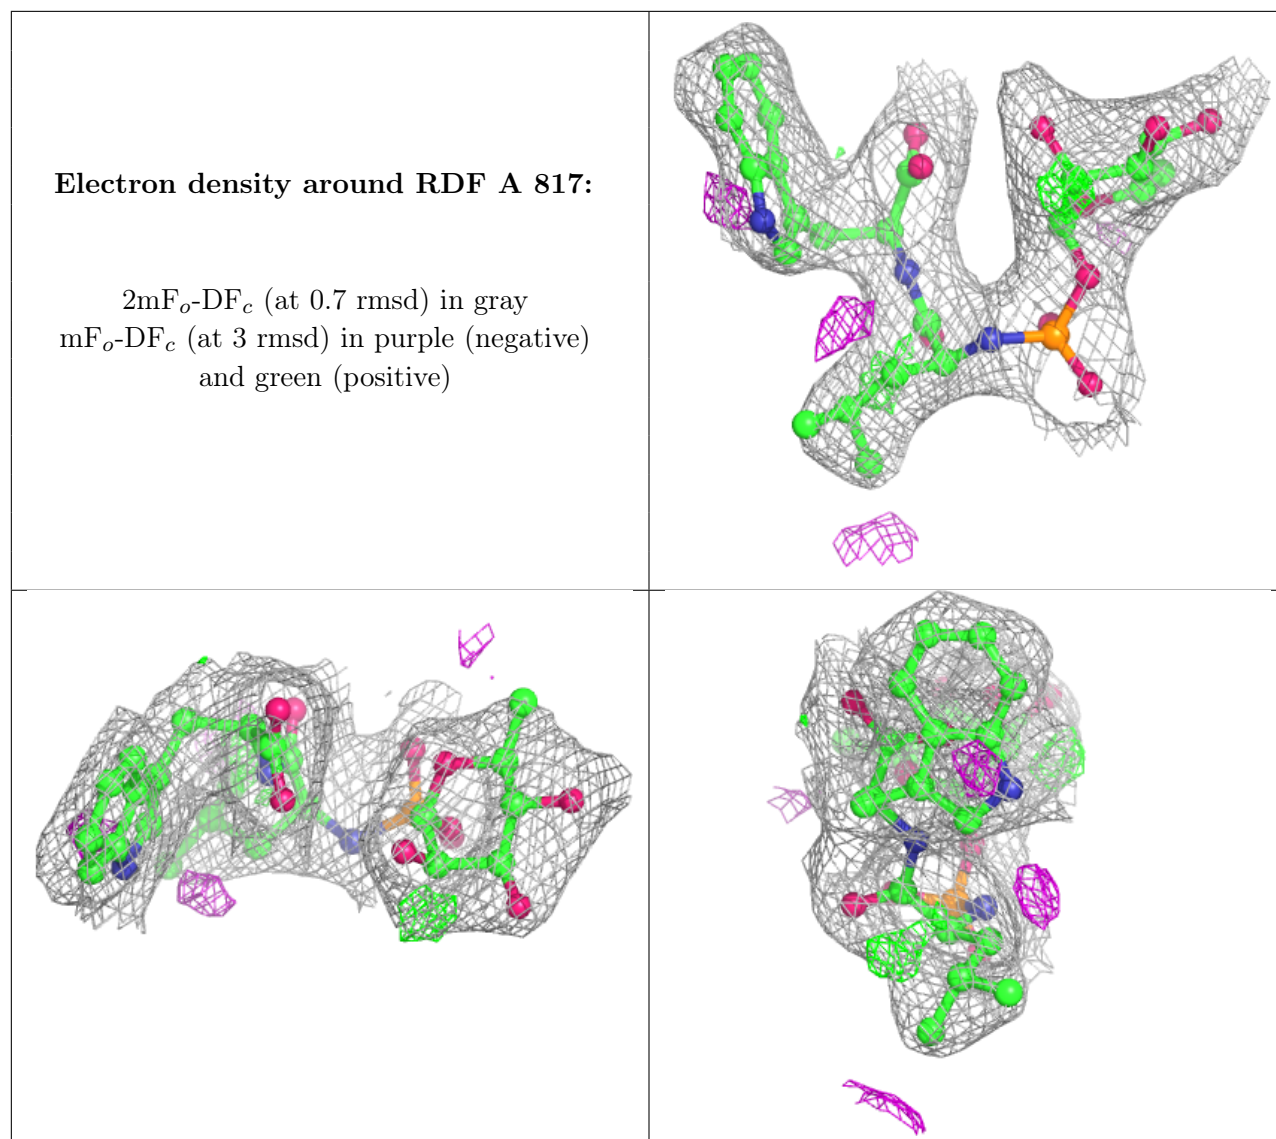 Electron density around RDF A 817:
2mFo-DFc (at 0.7 rmsd) in gray
mFo-DFc (at 3 rmsd) in purple (negative)
and green (positive)